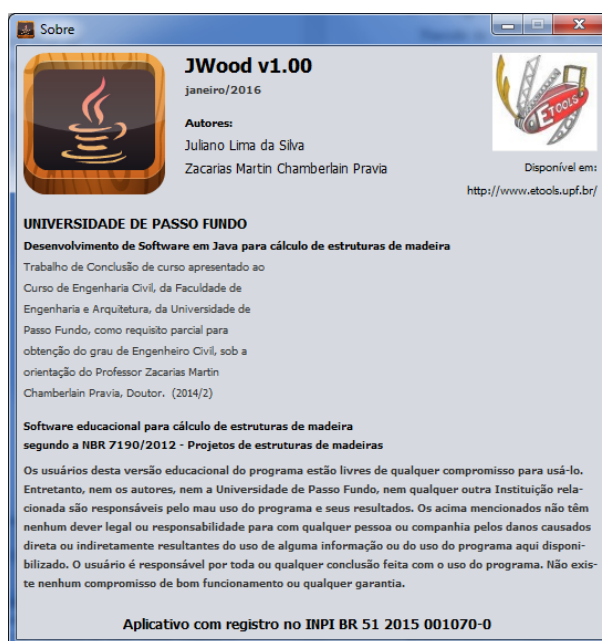 Sobre
JWood v1.00
janeiro/2016
Autores:
Juliano Lima da Silva
Zacarias Martin Chamberlain Pravia
ETOOLS
Disponível em:
http://www.etools.upf.br/
UNIVERSIDADE DE PASSO FUNDO
Desenvolvimento de Software em Java para cálculo de estruturas de madeira
Trabalho de Conclusão de curso apresentado ao
Curso de Engenharia Civil, da Faculdade de
Engenharia e Arquitetura, da Universidade de
Passo Fundo, como requisito parcial para
obtenção do grau de Engenheiro Civil, sob a
orientação do Professor Zacarias Martin
Chamberlain Pravia, Doutor. (2014/2)
Software educacional para cálculo de estruturas de madeira
segundo a NBR 7190/2012 - Projetos de estruturas de madeiras
Os usuários desta versão educacional do programa estão livres de qualquer compromisso para usá-lo.
Entretanto, nem os autores, nem a Universidade de Passo Fundo, nem qualquer outra Instituição rela-
cionada são responsáveis pelo mau uso do programa e seus resultados. Os acima mencionados não têm
nenhum dever legal ou responsabilidade para com qualquer pessoa ou companhia pelos danos causados
direta ou indiretamente resultantes do uso de alguma informação ou do uso do programa aqui disponi-
bilizado. O usuário é responsável por toda ou qualquer conclusão feita com o uso do programa. Não exis-
te nenhum compromisso de bom funcionamento ou qualquer garantia.
Aplicativo com registro no INPI BR 51 2015 001070-0